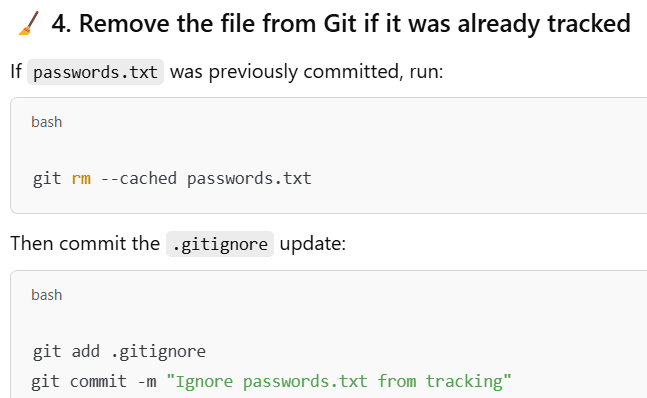 🧹 4. Remove the file from Git if it was already tracked
If passwords.txt was previously committed, run:
bash
git rm --cached passwords.txt
Then commit the .gitignore update:
bash
git add .gitignore
git commit -m "Ignore passwords.txt from tracking"